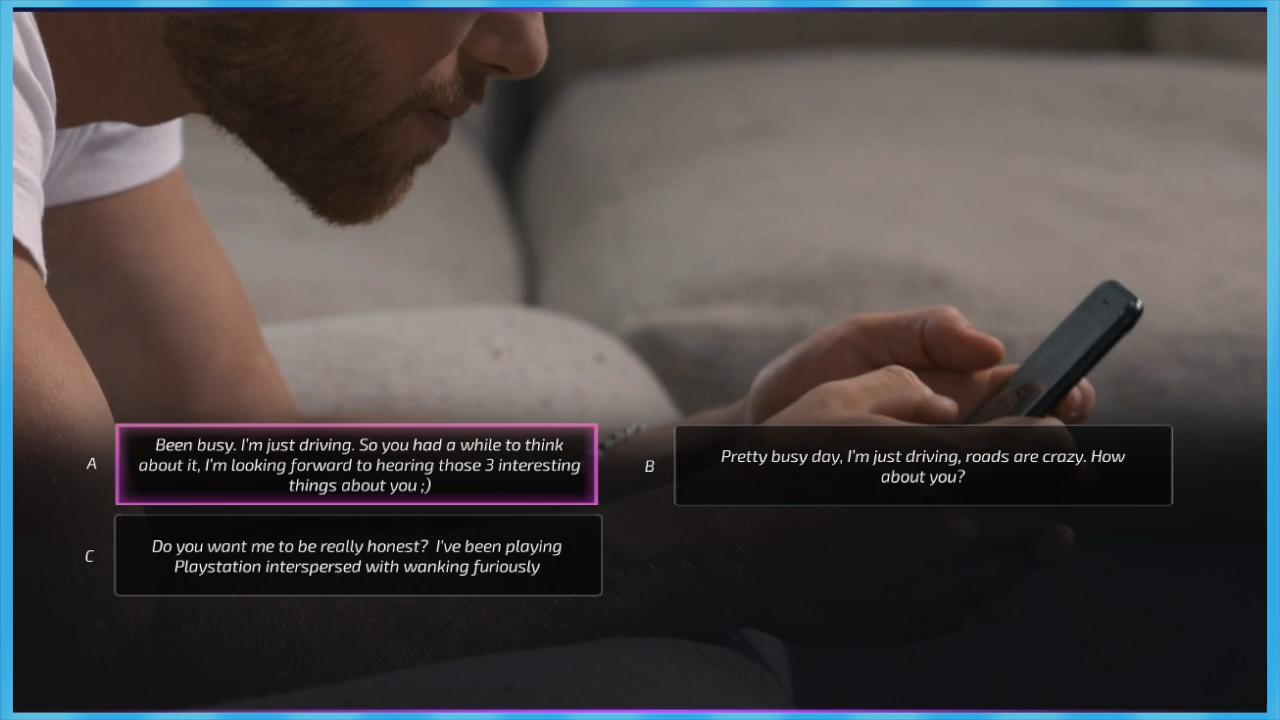 A
Been busy. I'm just driving. So you had a while to think
about it, I'm looking forward to hearing those 3 interesting
things about you ;)
B
Pretty busy day, I'm just driving, roads are crazy. How
about you?
C
Do you want me to be really honest? I've been playing
Playstation interspersed with wanking furiously